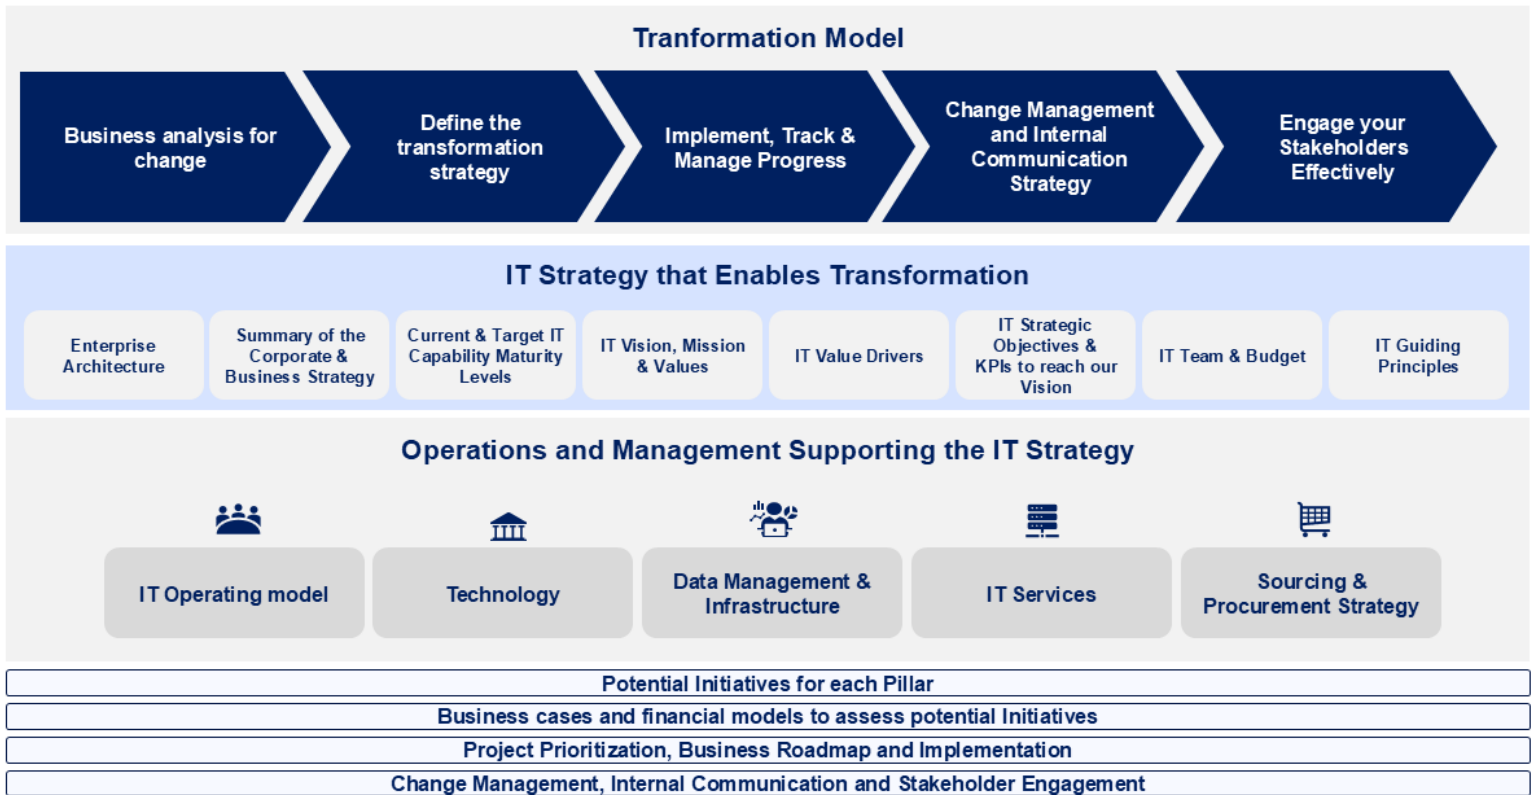 Tranformation Model
Business analysis for
change
Define the
transformation
strategy
Implement, Track &
Manage Progress
Change Management
and Internal
Communication
Strategy
Engage your
Stakeholders
Effectively
IT Strategy that Enables Transformation
Enterprise
Architecture
Summary of the
Corporate &
Business Strategy
Current & Target IT
Capability Maturity
Levels
IT Vision, Mission
& Values
IT Value Drivers
IT Strategic
Objectives &
KPIs to reach our
Vision
IT Team & Budget
IT Guiding
Principles
Operations and Management Supporting the IT Strategy
IT Operating model
Technology
Data Management &
Infrastructure
IT Services
Sourcing &
Procurement Strategy
Potential Initiatives for each Pillar
Business cases and financial models to assess potential Initiatives
Project Prioritization, Business Roadmap and Implementation
Change Management, Internal Communication and Stakeholder Engagement